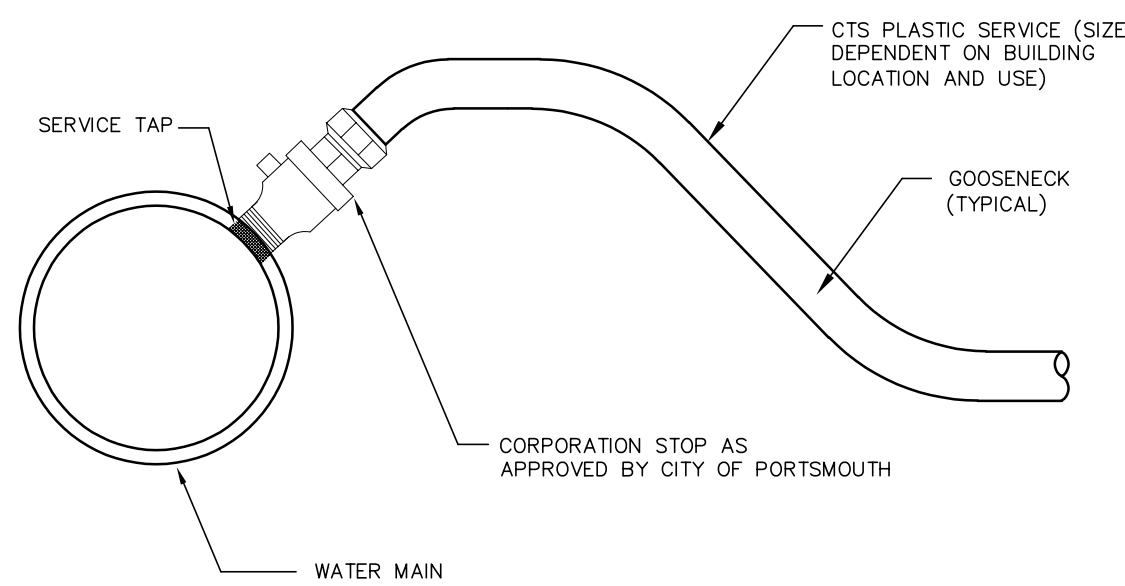 CTS PLASTIC SERVICE (SIZE
DEPENDENT ON BUILDING
LOCATION AND USE)
SERVICE TAP
GOOSENECK
(TYPICAL)
CORPORATION STOP AS
APPROVED BY CITY OF PORTSMOUTH
WATER MAIN